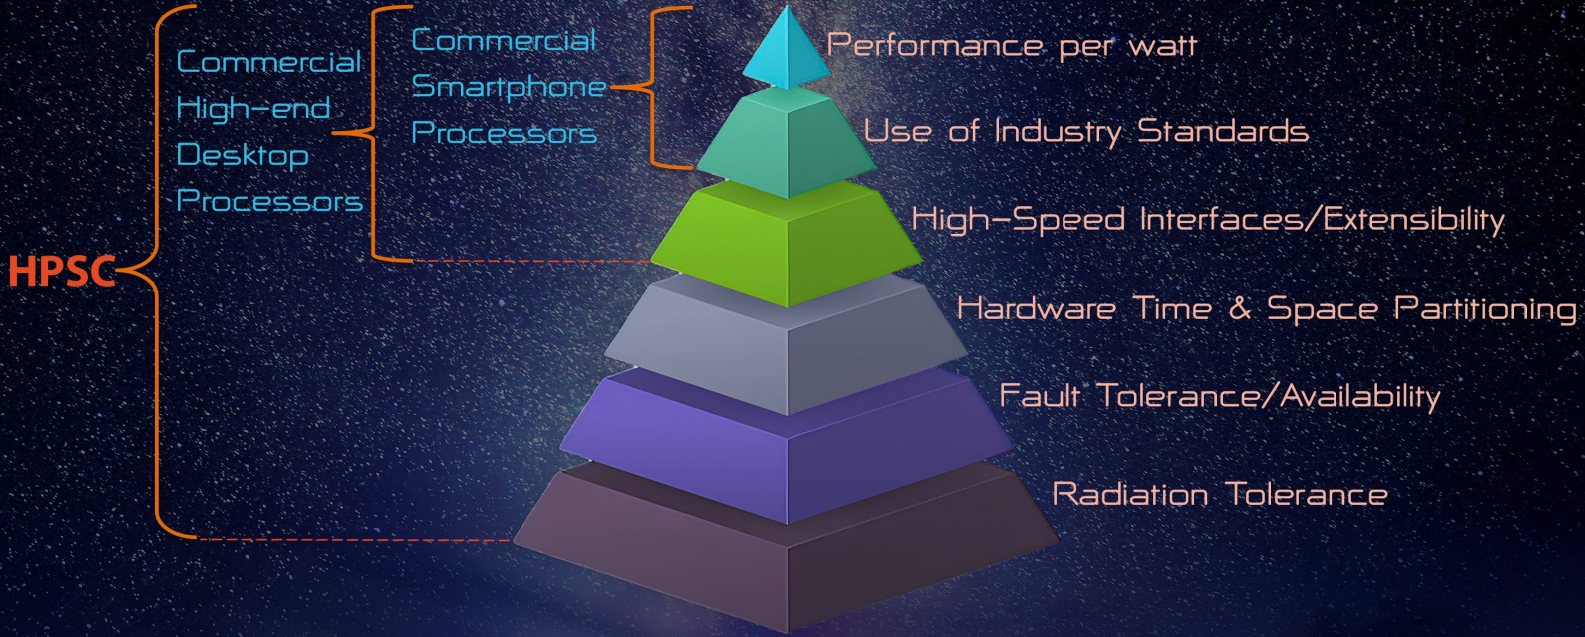 HPSC
Commercial
High-end
Desktop
Processors
Commercial
Smartphone
Processors
Performance per watt
Use of Industry Standards
High-Speed Interfaces/Extensibility
Hardware Time & Space Partitioning
Fault Tolerance/Availability
Radiation Tolerance